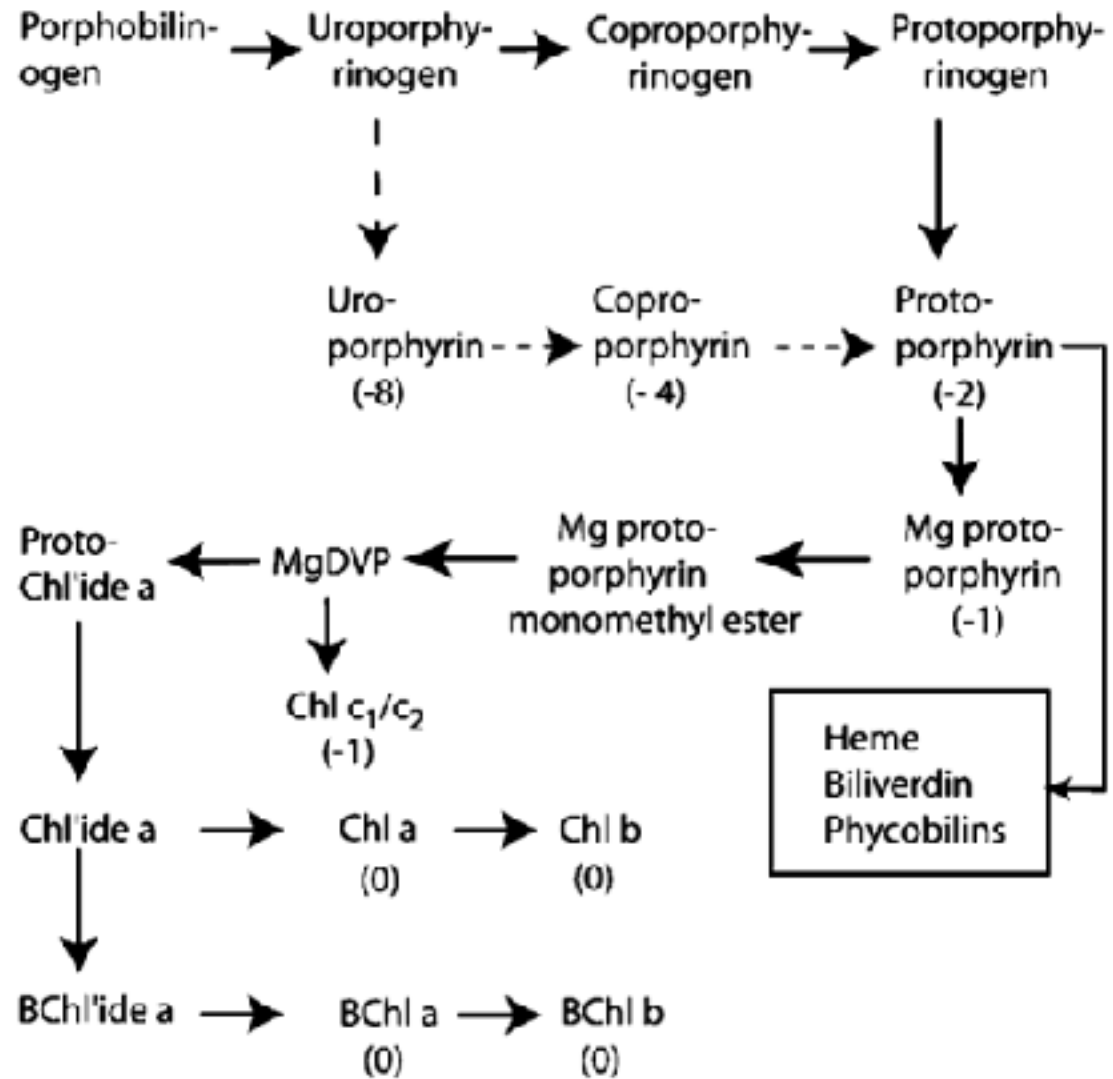 Porphobilin-
ogen
Uroporphy-
rinogen
Coproporphy-
rinogen
Protoporphy-
rinogen
Uro-
porphyrin
(-8)
Copro-
porphyrin
(- 4)
Proto-
porphyrin
(-2)
Proto-
Chl'ide a
MgDVP
Mg proto-
porphyrin
monomethyl ester
Mg proto-
porphyrin
(-1)
Chl c₁/c₂
(-1)
Heme
Biliverdin
Phycobilins
Chl'ide a
Chl a
(0)
Chl b
(0)
BChl'ide a
BChl a
(0)
BChl b
(0)